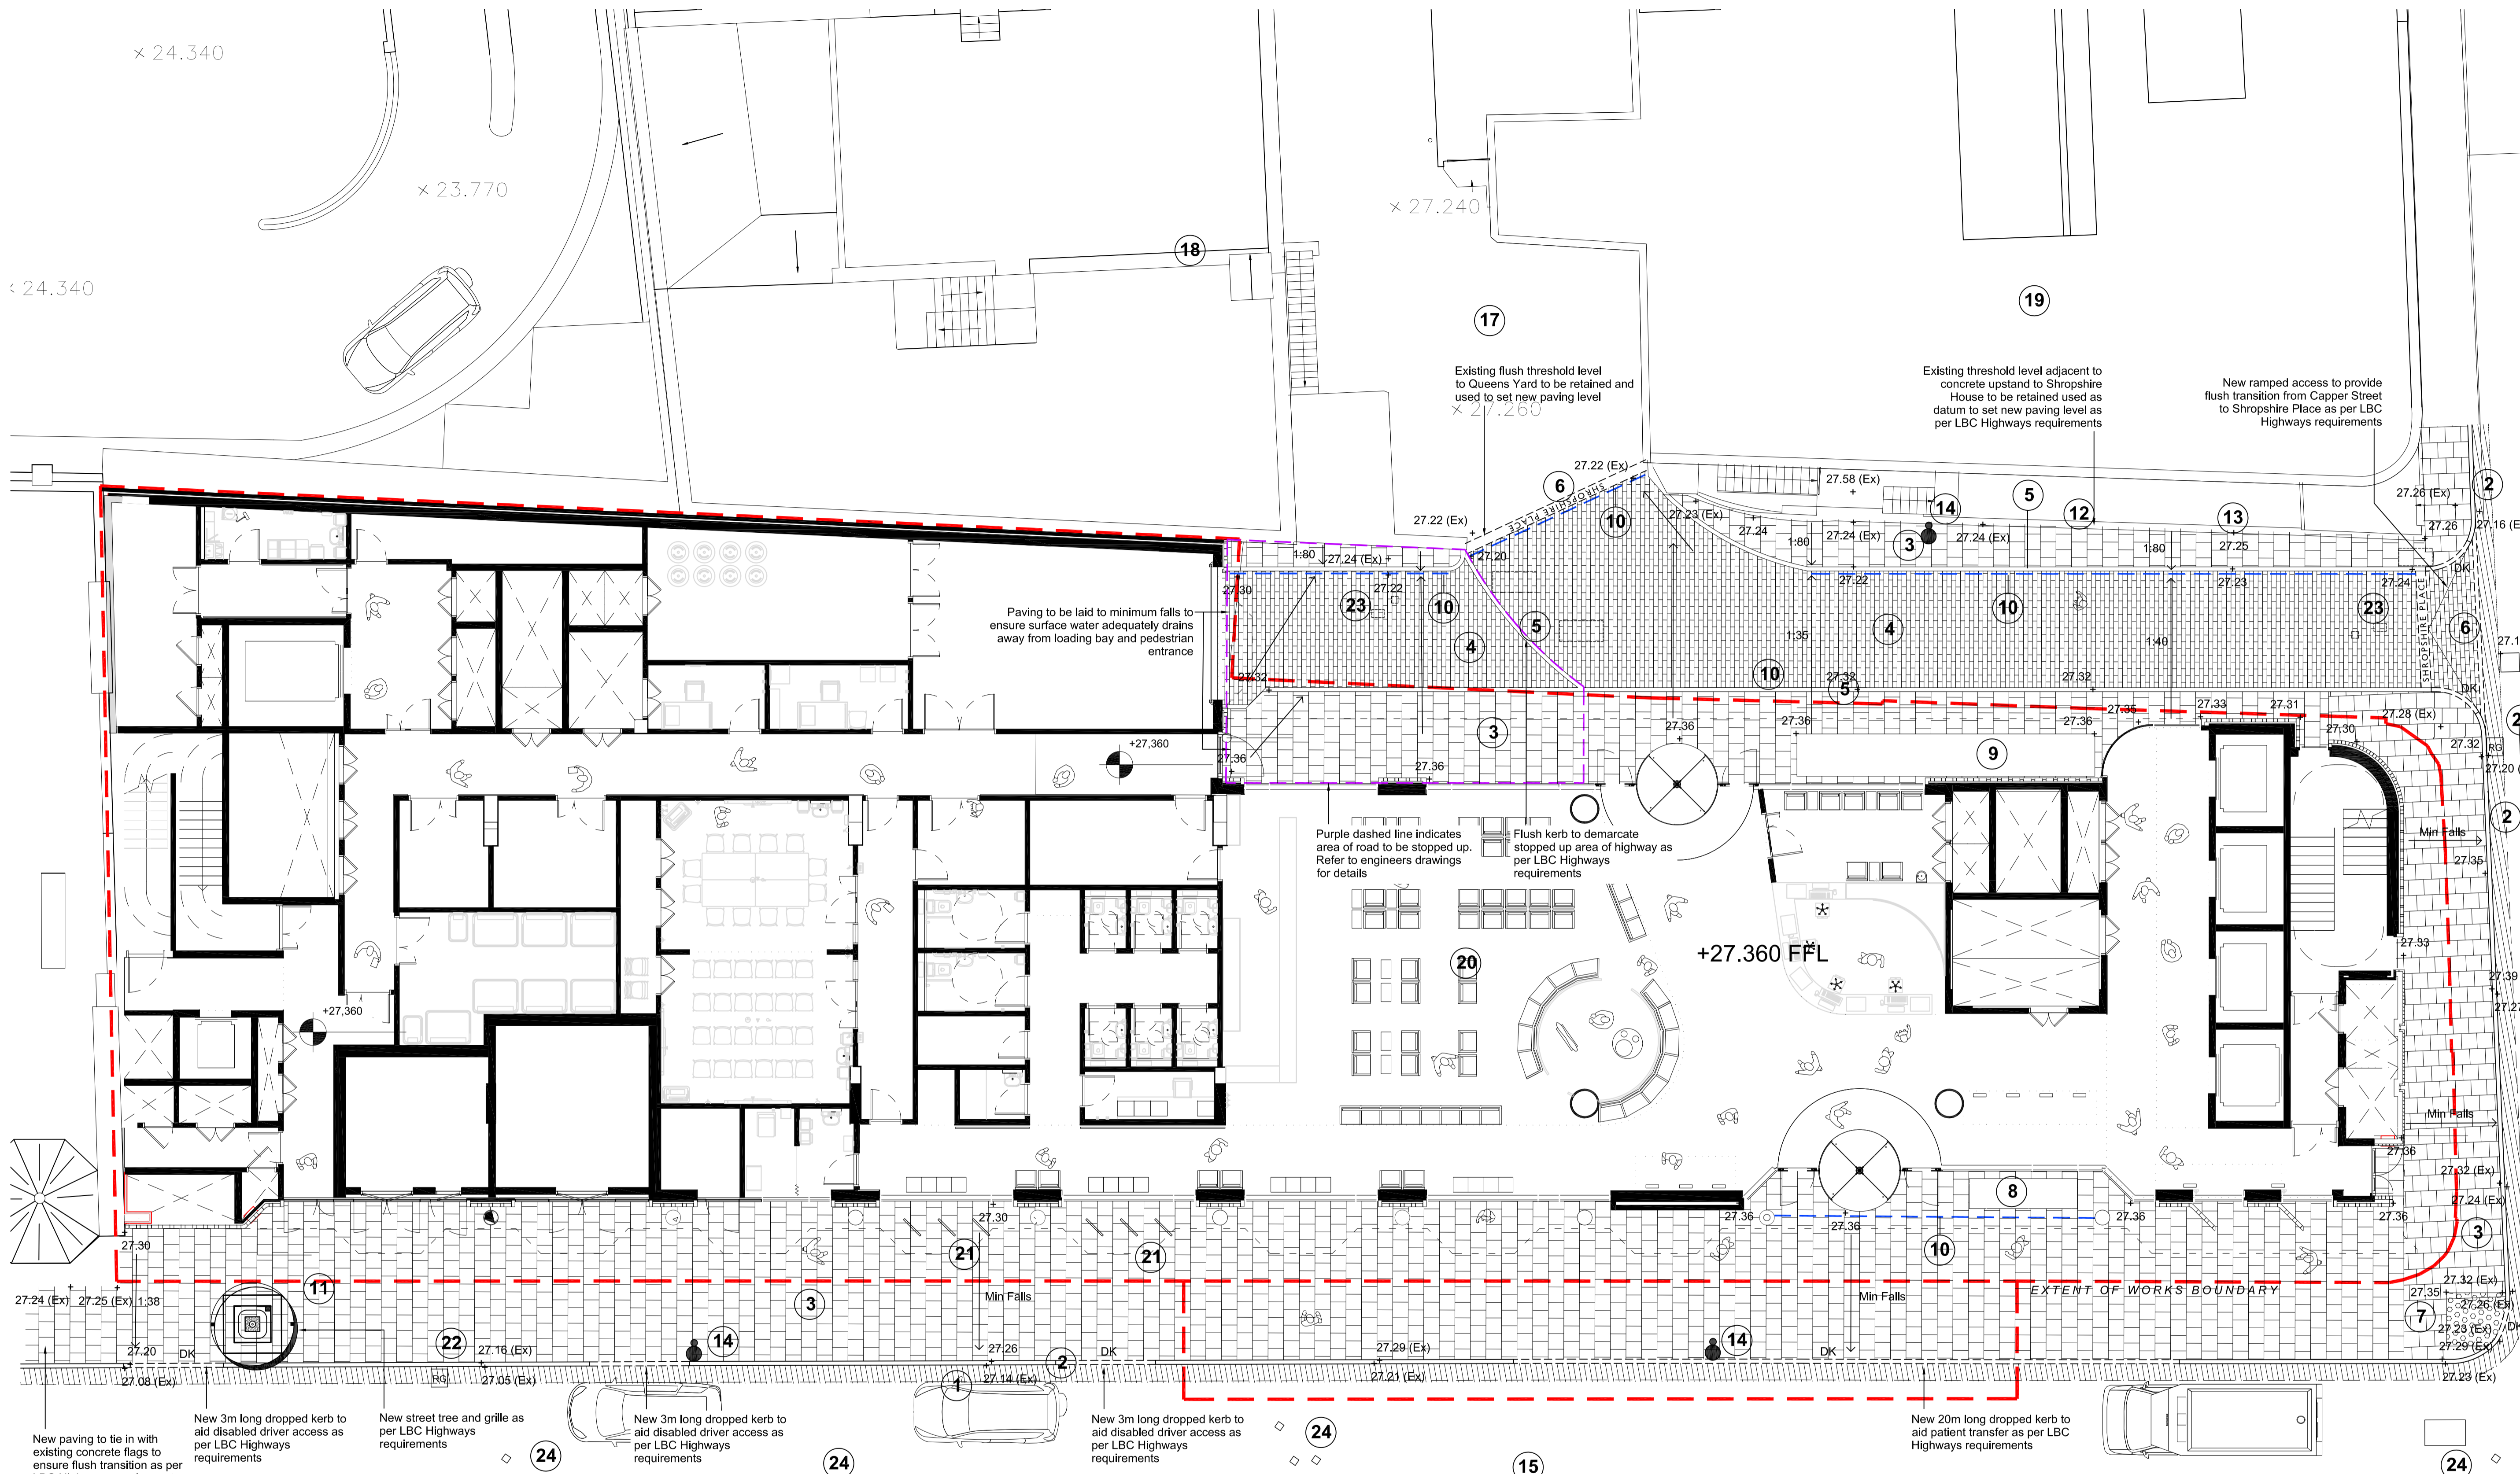 × 24.340
× 23.770
24.340
× 27.240
18
17
19
Existing flush threshold level
to Queens Yard to be retained and
used to set new paving level
× 27.260
Existing threshold level adjacent to
concrete upstand to Shropshire
House to be retained used as
datum to set new paving level as
per LBC Highways requirements
New ramped access to provide
flush transition from Capper Street
to Shropshire Place as per LBC
Highways requirements
27.22 (Ex)
6
SHROPSHIRE PLACE
27.58 (Ex)
14
5
12
13
27.26 (Ex)
2
27.26
27.22 (Ex)
10
27.23 (Ex)
27.24
27.24 (Ex)
3
27.24 (Ex)
27.25
1:80
27.24 (Ex)
27.20
1:80
1:80
DK
27.30
27.22
27.22
27.23
27.24
Paving to be laid to minimum falls to
ensure surface water adequately drains
away from loading bay and pedestrian
entrance
23
10
5
4
1:35
4
10
1:40
23
SHROPSHIRE PLACE
6
27.32
10
27.32
5
27.32
DK
27.36
27.36
27.35
27.36
27.33
27.31
27.30
27.28 (Ex)
3
27.32
RG
+27,360
27.36
27.36
9
2
Min Falls
27.35
Purple dashed line indicates
area of road to be stopped up.
Refer to engineers drawings
for details
Flush kerb to demarcate
stopped up area of highway as
per LBC Highways
requirements
20
+27.360 FFL
27.33
27.39
+27,360
Min Falls
27.36
27.32 (Ex)
27.24 (Ex)
8
27.30
27.36
27.36
27.36
27.36
3
27.30
21
21
10
11
27.24 (Ex)
27.25 (Ex)
1:38
3
Min Falls
Min Falls
EXTENT OF WORKS BOUNDARY
27.32 (Ex)
27.35
27.26 (Ex)
7
27.23 (Ex)
27.29 (Ex)
27.20
DK
22
27.16 (Ex)
14
27.26
2
DK
27.29 (Ex)
14
DK
27.08 (Ex)
RG
27.05 (Ex)
1
27.14 (Ex)
27.21 (Ex)
27.23 (Ex)
New paving to tie in with
existing concrete flags to
ensure flush transition as per
New 3m long dropped kerb to
aid disabled driver access as
per LBC Highways
requirements
New street tree and grille as
per LBC Highways
requirements
New 3m long dropped kerb to
aid disabled driver access as
per LBC Highways
requirements
New 3m long dropped kerb to
aid disabled driver access as
per LBC Highways
requirements
New 20m long dropped kerb to
aid patient transfer as per LBC
Highways requirements
24
24
24
15
24